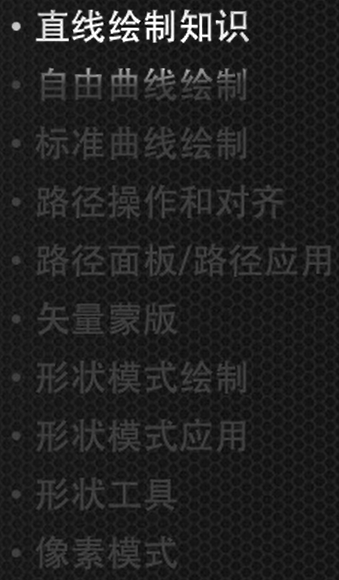 • 直线绘制知识
• 自由曲线绘制
• 标准曲线绘制
• 路径操作和对齐
• 路径面板/路径应用
• 矢量蒙版
• 形状模式绘制
• 形状模式应用
• 形状工具
• 像素模式